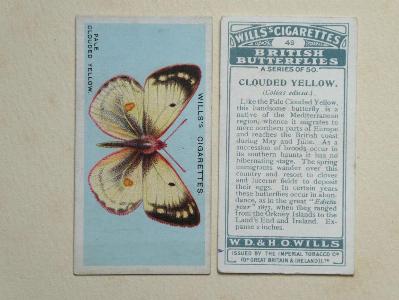 PALE
CLOUDED YELLOW.
WILLS's CIGARETTES.
WILLS'S CIGARETTES
45
BRITISH
BUTTERFLIES
A SERIES OF 50.
CLOUDED YELLOW.
(Colias edusa.)
Like the Pale Clouded Yellow,
this handsome butterfly is a
native of the Mediterranean
region, whence it migrates to
more northern parts of Europe
and reaches the British coast
during May and June. As a
succession of broods occur in
its southern haunts it has no
hibernating stage. The spring
immigrants wander over this
country and resort to clover
and lucerne fields to deposit
their eggs. In certain years
these butterflies occur in abun-
dance, as in the great "Edusa
year" 1877, when they ranged
from the Orkney Islands to the
Land's End and Ireland. Ex-
panse 2 inches.
W.D. & H.O. WILLS
ISSUED BY THE IMPERIAL TOBACCO Co
(OF GREAT BRITAIN & IRELAND) LTD